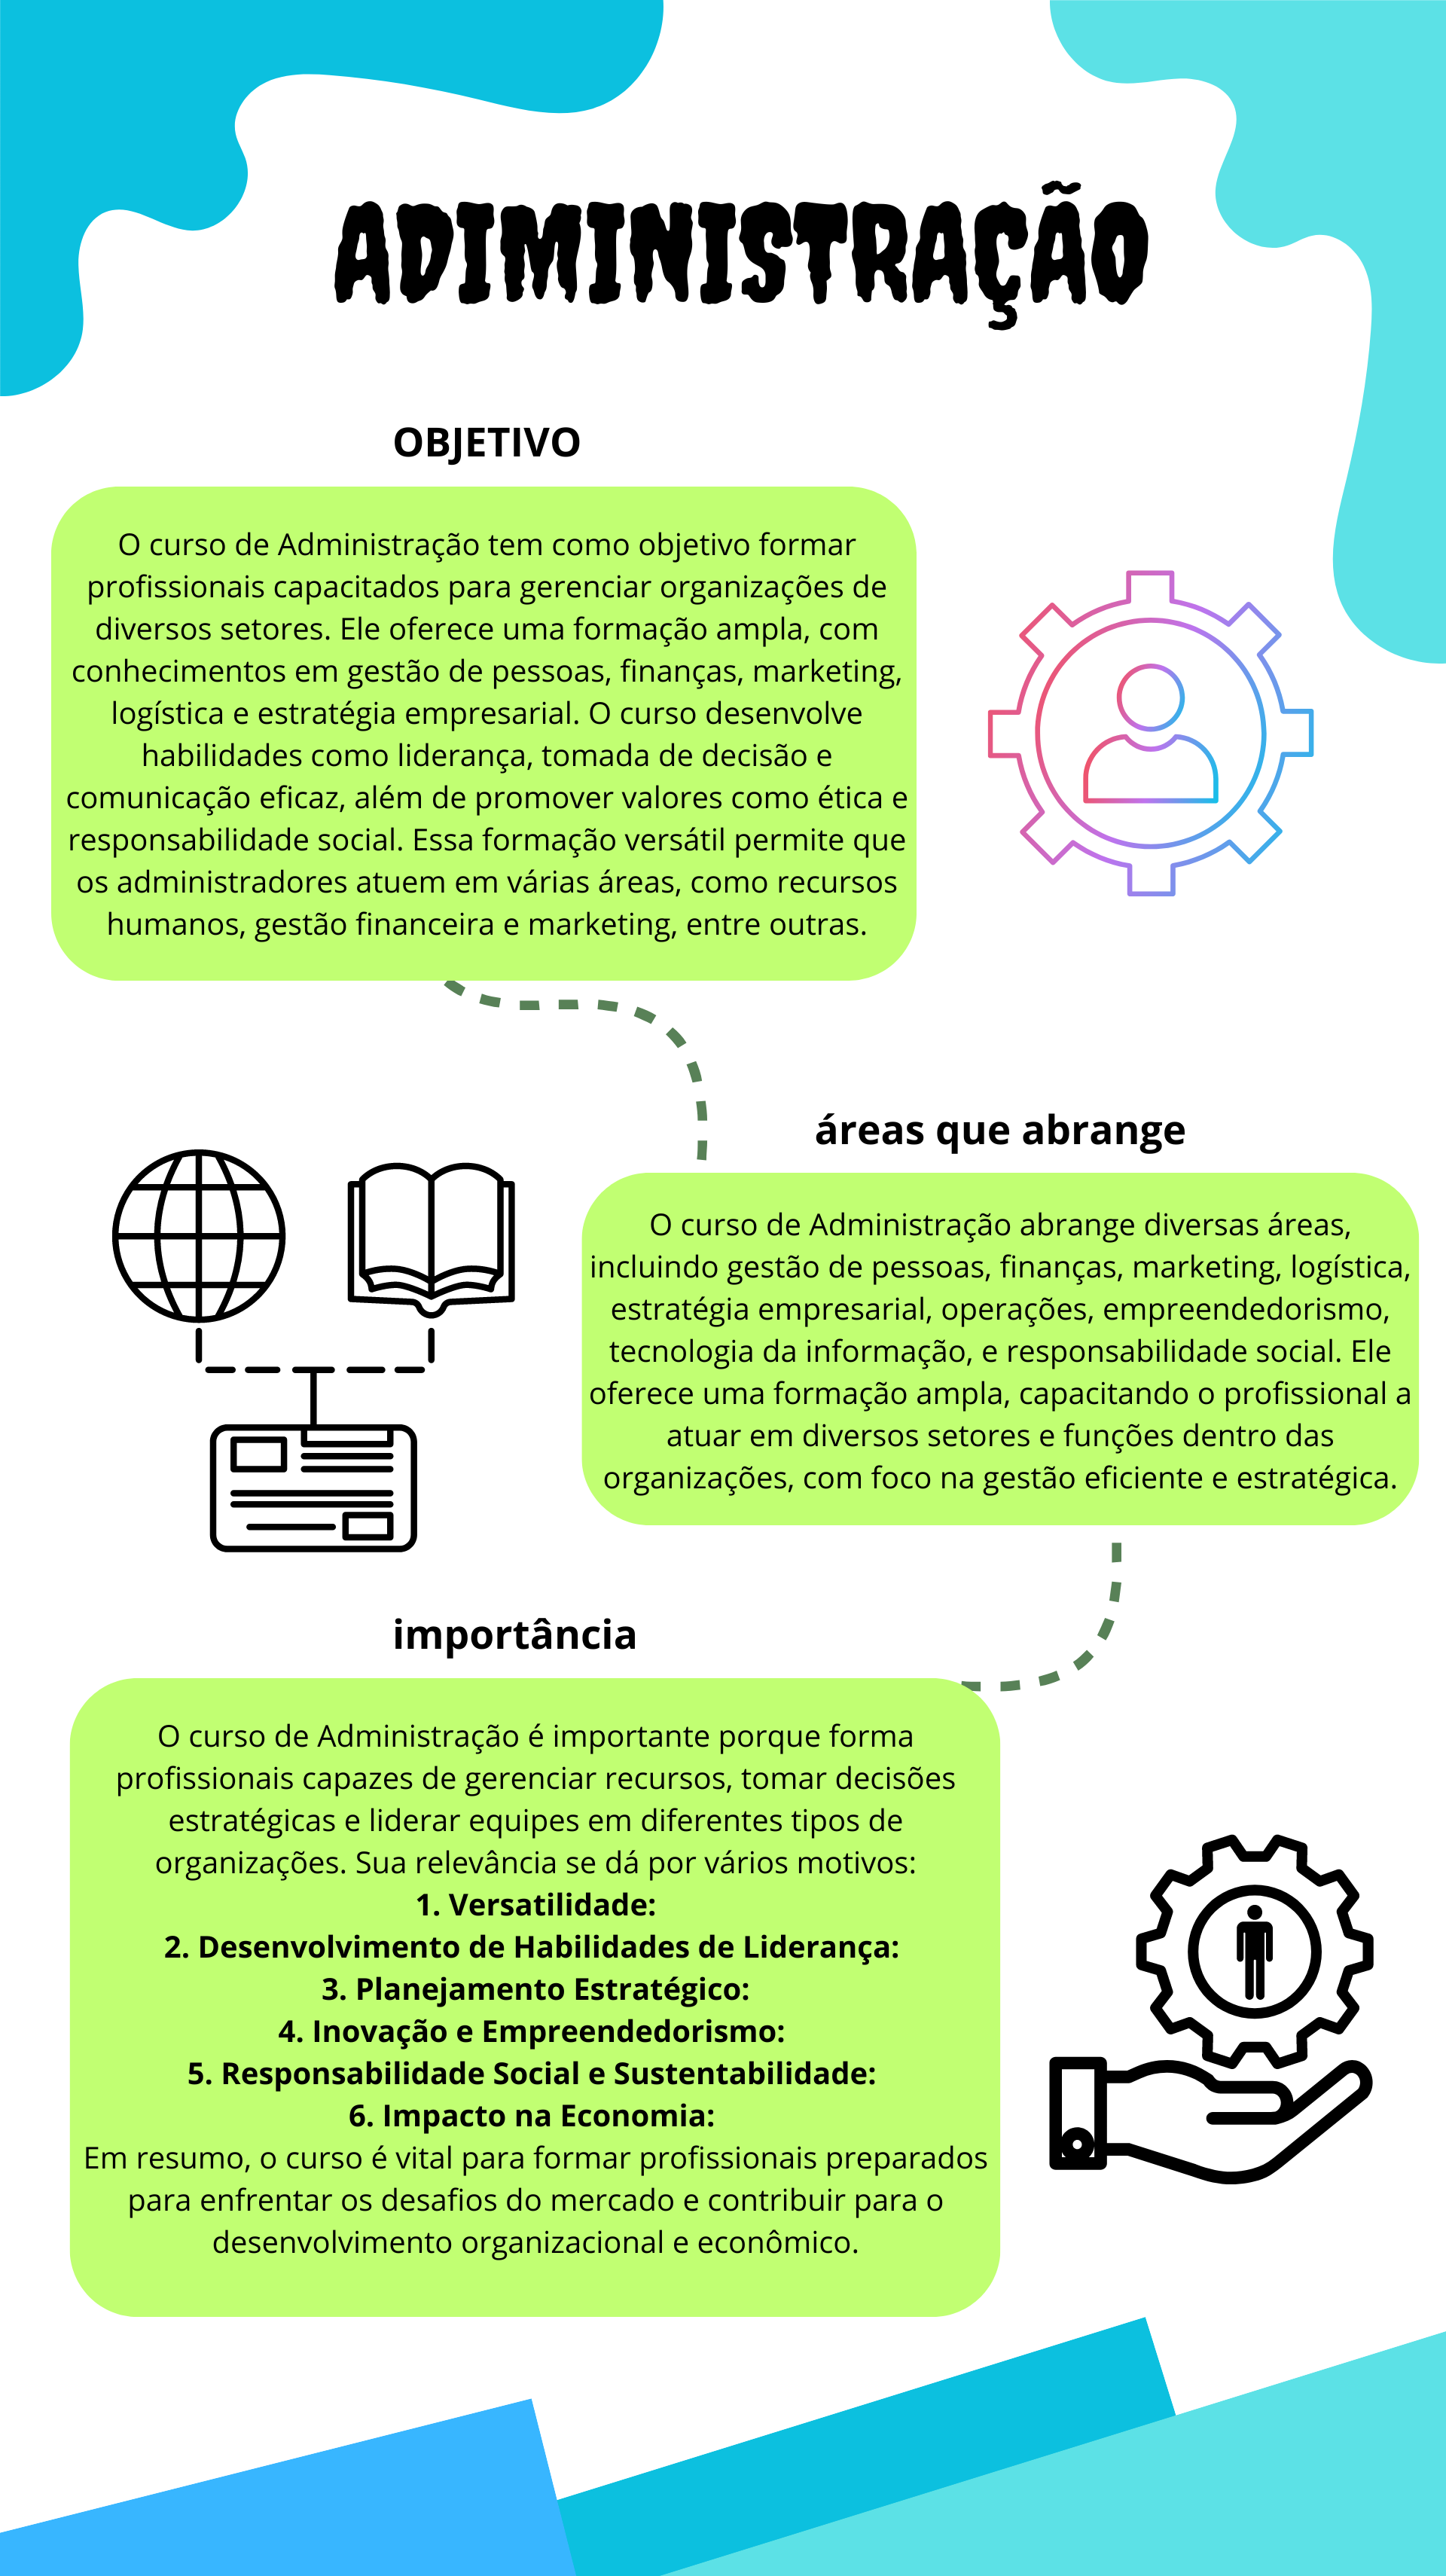 ADIMINISTRAÇÃO
OBJETIVO
O curso de Administração tem como objetivo formar
profissionais capacitados para gerenciar organizações de
diversos setores. Ele oferece uma formação ampla, com
conhecimentos em gestão de pessoas, finanças, marketing,
logística e estratégia empresarial. O curso desenvolve
habilidades como liderança, tomada de decisão e
comunicação eficaz, além de promover valores como ética e
responsabilidade social. Essa formação versátil permite que
os administradores atuem em várias áreas, como recursos
humanos, gestão financeira e marketing, entre outras.
áreas que abrange
O curso de Administração abrange diversas áreas,
incluindo gestão de pessoas, finanças, marketing, logística,
estratégia empresarial, operações, empreendedorismo,
tecnologia da informação, e responsabilidade social. Ele
oferece uma formação ampla, capacitando o profissional a
atuar em diversos setores e funções dentro das
organizações, com foco na gestão eficiente e estratégica.
importância
O curso de Administração é importante porque forma
profissionais capazes de gerenciar recursos, tomar decisões
estratégicas e liderar equipes em diferentes tipos de
organizações. Sua relevância se dá por vários motivos:
1. Versatilidade:
2. Desenvolvimento de Habilidades de Liderança:
3. Planejamento Estratégico:
4. Inovação e Empreendedorismo:
5. Responsabilidade Social e Sustentabilidade:
6. Impacto na Economia:
Em resumo, o curso é vital para formar profissionais preparados
para enfrentar os desafios do mercado e contribuir para o
desenvolvimento organizacional e econômico.